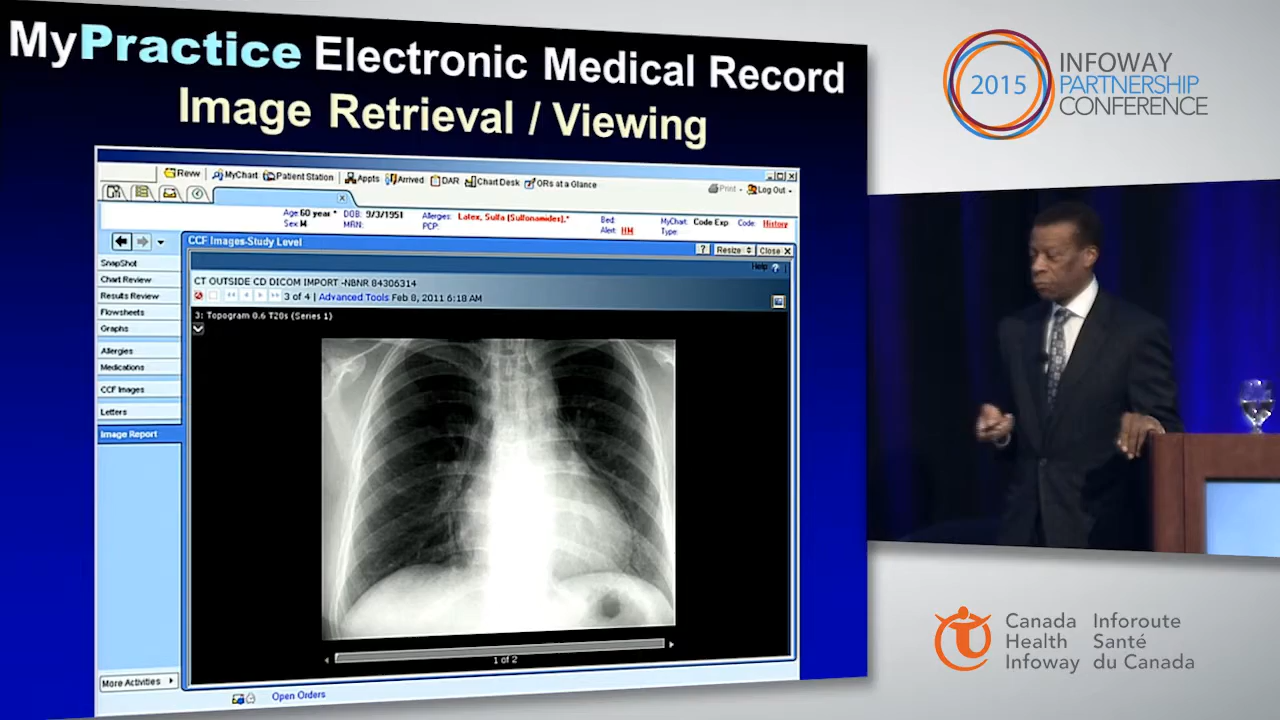 MyPractice Electronic Medical Record
Image Retrieval / Viewing
2015
INFOWAY
PARTNERSHIP
CONFERENCE
Revw MyChart Patient Station Appts Arrived DAR Chart Desk ORs at a Glance Print Log Out
Age: 60 year * DOB: 9/3/1951 Allergies: Latex, Sulfa (Sulfonamides).* Bed: MyChart: Code Exp: Code: History
Sex: M MRN: PCP: Alert: HM Type:
CCF Images-Study Level ? Resize Close X
Help ?
SnapShot
Chart Review
Results Review
Flowsheets
Graphs
Allergies
Medications
CCF Images
Letters
Image Report
CT OUTSIDE CD DICOM IMPORT -NBNR 84306314
3 of 4 | Advanced Tools Feb 8, 2011 6:18 AM
3: Topogram 0.6 T20s (Series 1)
1 of 2
More Activities
Open Orders
Canada Health Infoway
Inforoute Santé du Canada